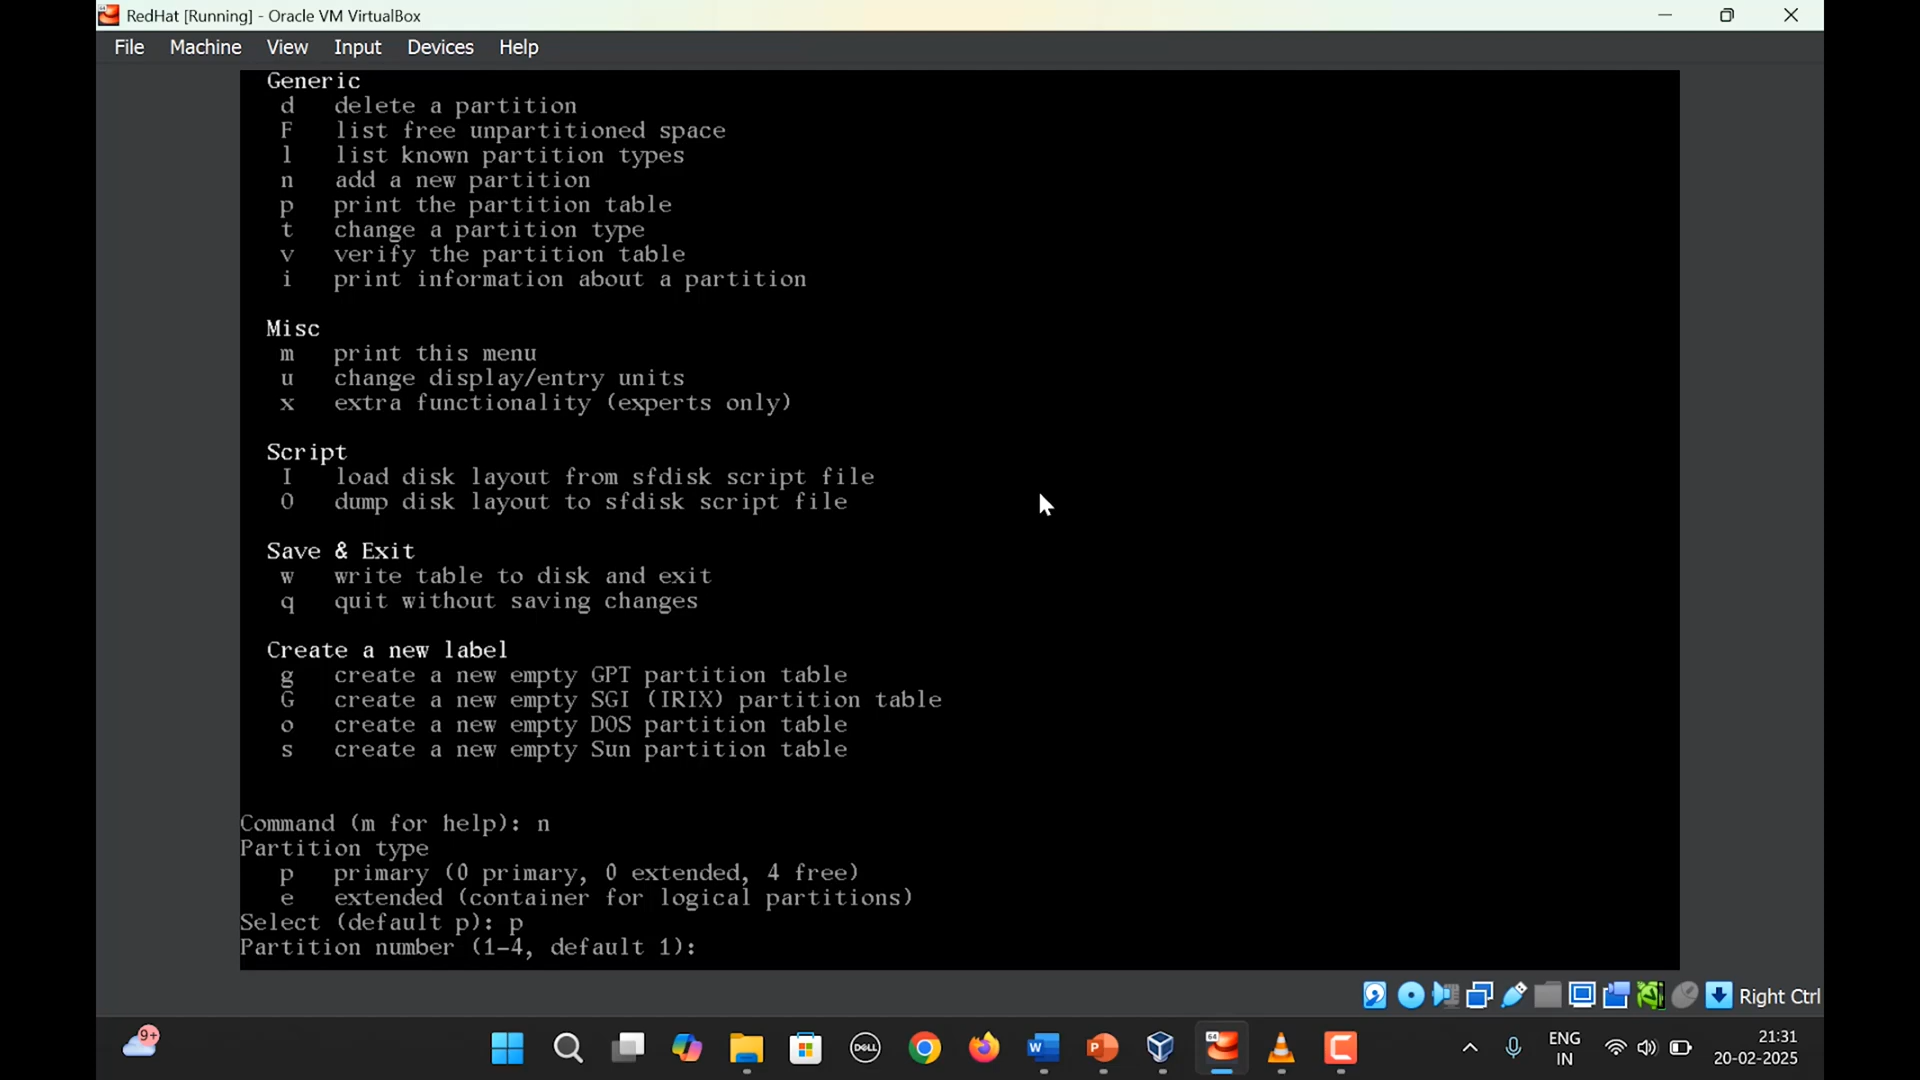 RedHat [Running] - Oracle VM VirtualBox
File Machine View Input Devices Help
Generic
d delete a partition
F list free unpartitioned space
l list known partition types
n add a new partition
p print the partition table
t change a partition type
v verify the partition table
i print information about a partition
Misc
m print this menu
u change display/entry units
x extra functionality (experts only)
Script
I load disk layout from sfdisk script file
O dump disk layout to sfdisk script file
Save & Exit
w write table to disk and exit
q quit without saving changes
Create a new label
g create a new empty GPT partition table
G create a new empty SGI (IRIX) partition table
o create a new empty DOS partition table
s create a new empty Sun partition table
Command (m for help): n
Partition type
p primary (0 primary, 0 extended, 4 free)
e extended (container for logical partitions)
Select (default p): p
Partition number (1-4, default 1):
Right Ctrl
9+
DELL
W
P
64
C
ENG
IN
21:31
20-02-2025